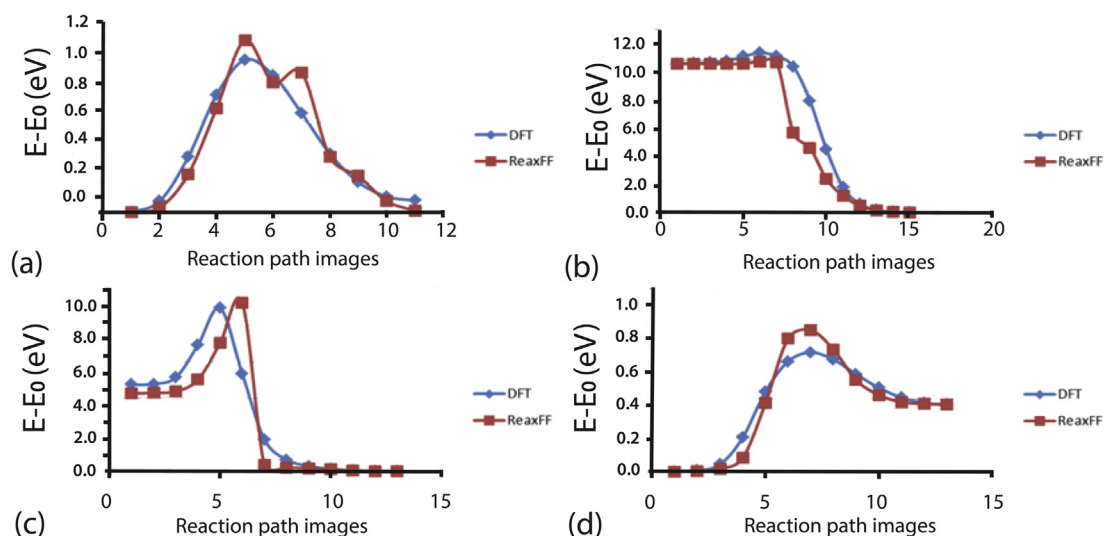 1.2
1.0
0.8
0.6
0.4
0.2
0.0
E-E0 (eV)
0 2 4 6 8 10 12
Reaction path images
DFT
ReaxFF
(a)
12.0
10.0
8.0
6.0
4.0
2.0
0.0
E-E0 (eV)
0 5 10 15 20
Reaction path images
DFT
ReaxFF
(b)
10.0
8.0
6.0
4.0
2.0
0.0
E-E0 (eV)
0 5 10 15
Reaction path images
DFT
ReaxFF
(c)
1.0
0.8
0.6
0.4
0.2
0.0
E-E0 (eV)
0 5 10 15
Reaction path images
DFT
ReaxFF
(d)